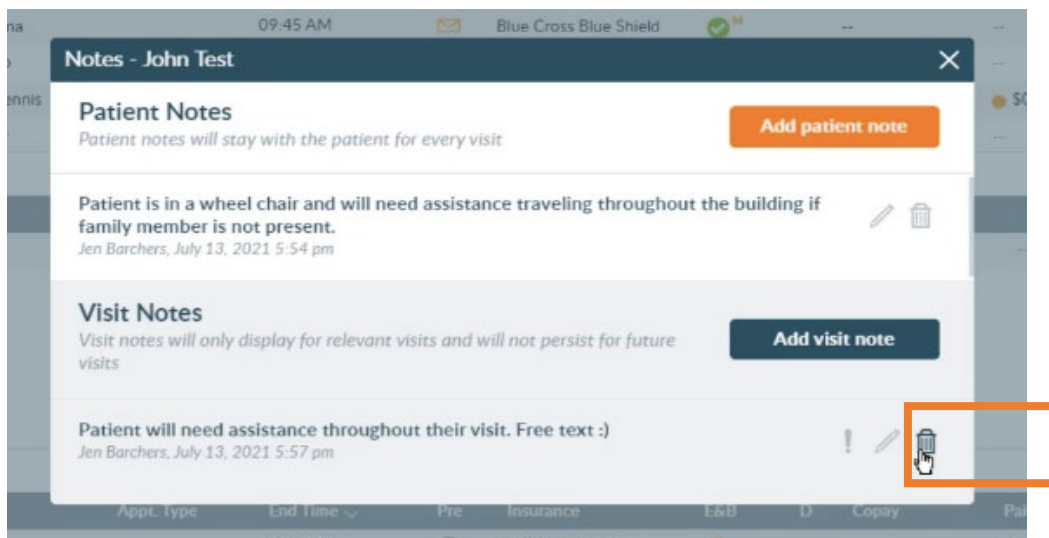 na 09:45 AM Blue Cross Blue Shield M -- --
Notes - John Test
ennis
Patient Notes
Add patient note
Patient notes will stay with the patient for every visit
Patient is in a wheel chair and will need assistance traveling throughout the building if
family member is not present.
Jen Barchers, July 13, 2021 5:54 pm
Visit Notes
Visit notes will only display for relevant visits and will not persist for future
visits
Add visit note
Patient will need assistance throughout their visit. Free text :)
Jen Barchers, July 13, 2021 5:57 pm
Appt. Type End Time Pre Insurance E&B D Copay Pai